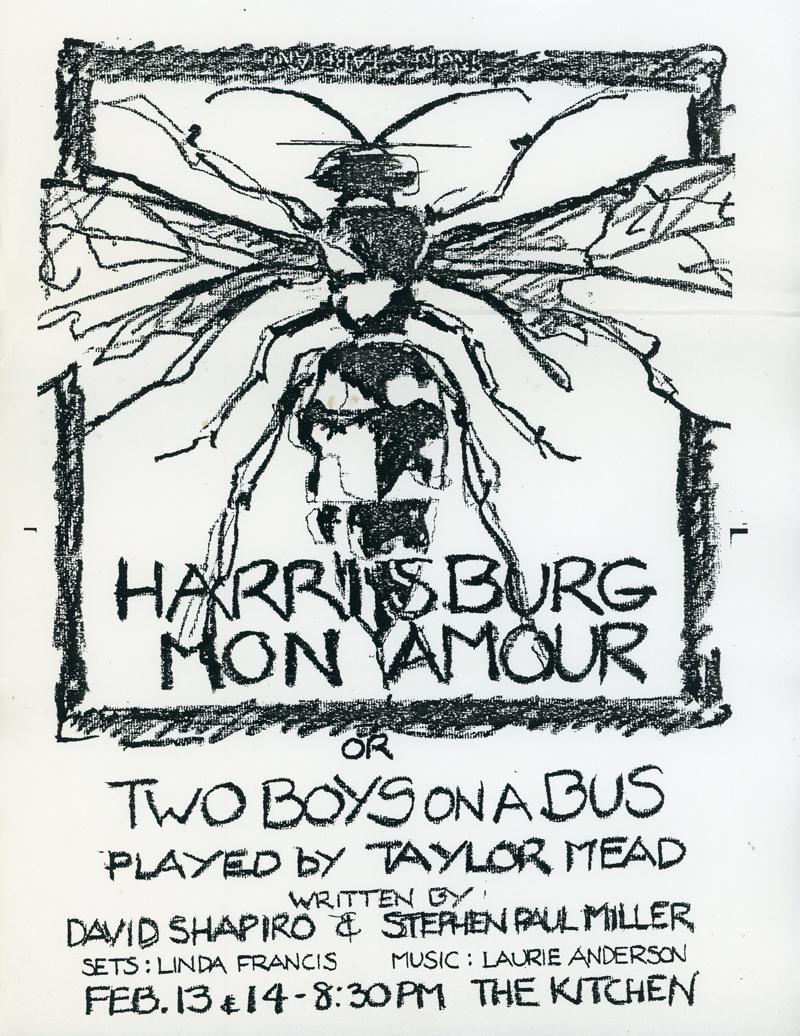 HARRISBURG
MON AMOUR
OR
TWO BOYS ON A BUS
PLAYED by TAYLOR MEAD
WRITTEN BY
DAVID SHAPIRO & STEPHEN PAUL MILLER
SETS: LINDA FRANCIS MUSIC: LAURIE ANDERSON
FEB. 13 & 14 - 8:30 PM THE KITCHEN